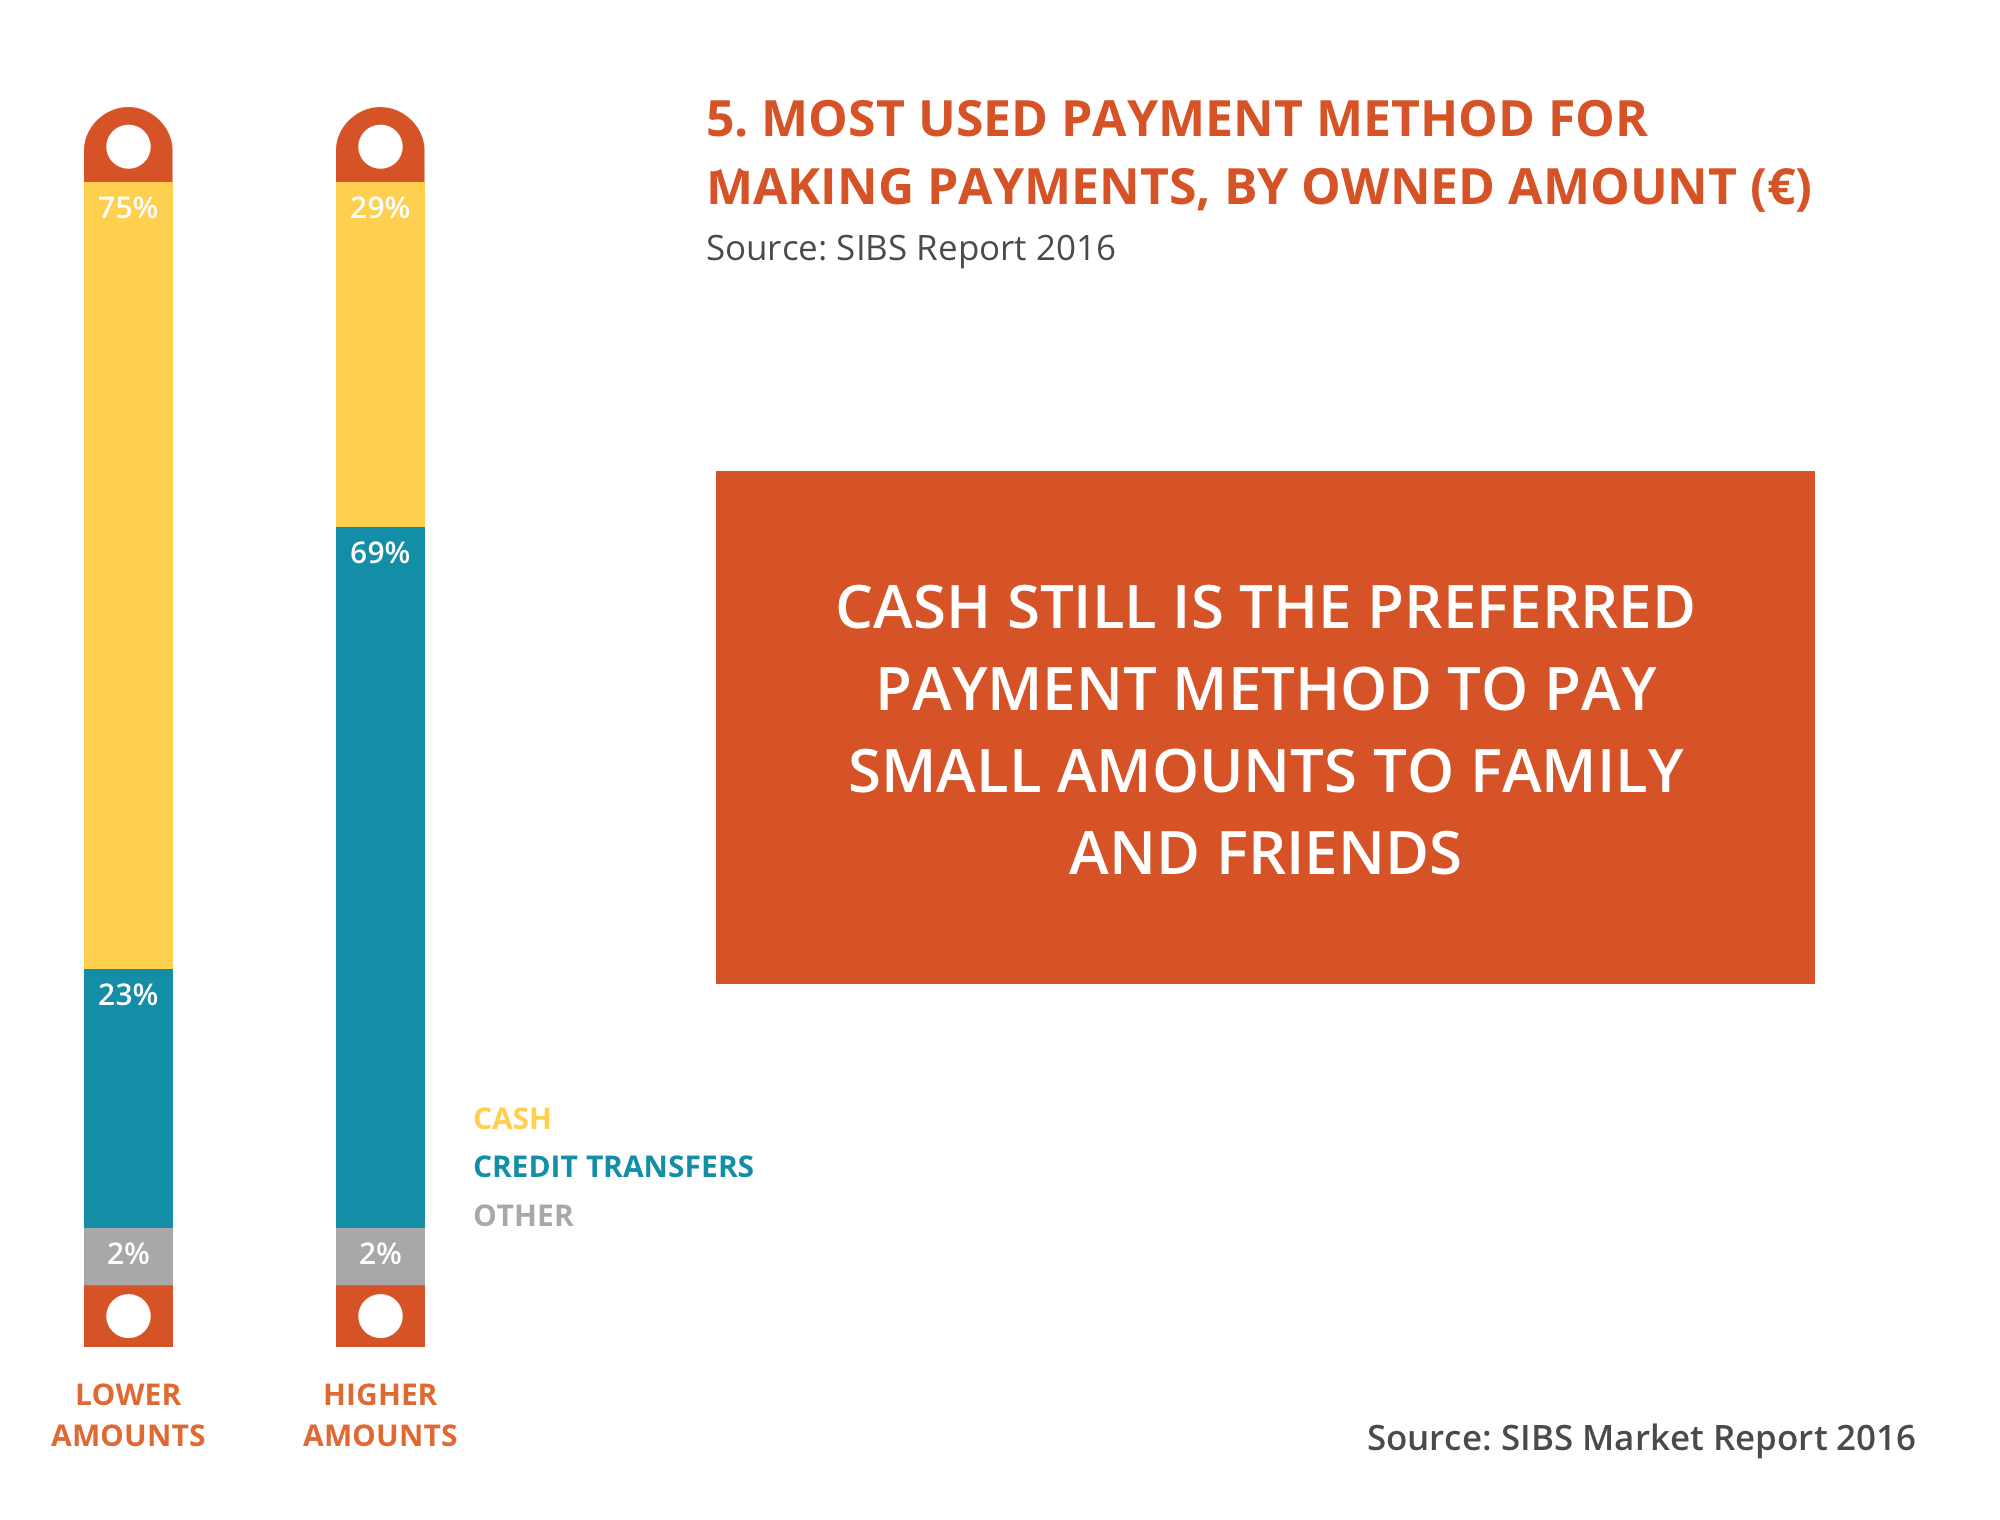 5. MOST USED PAYMENT METHOD FOR
MAKING PAYMENTS, BY OWNED AMOUNT (€)
Source: SIBS Report 2016
75%
23%
2%
LOWER
AMOUNTS
29%
69%
2%
HIGHER
AMOUNTS
CASH
CREDIT TRANSFERS
OTHER
CASH STILL IS THE PREFERRED
PAYMENT METHOD TO PAY
SMALL AMOUNTS TO FAMILY
AND FRIENDS
Source: SIBS Market Report 2016